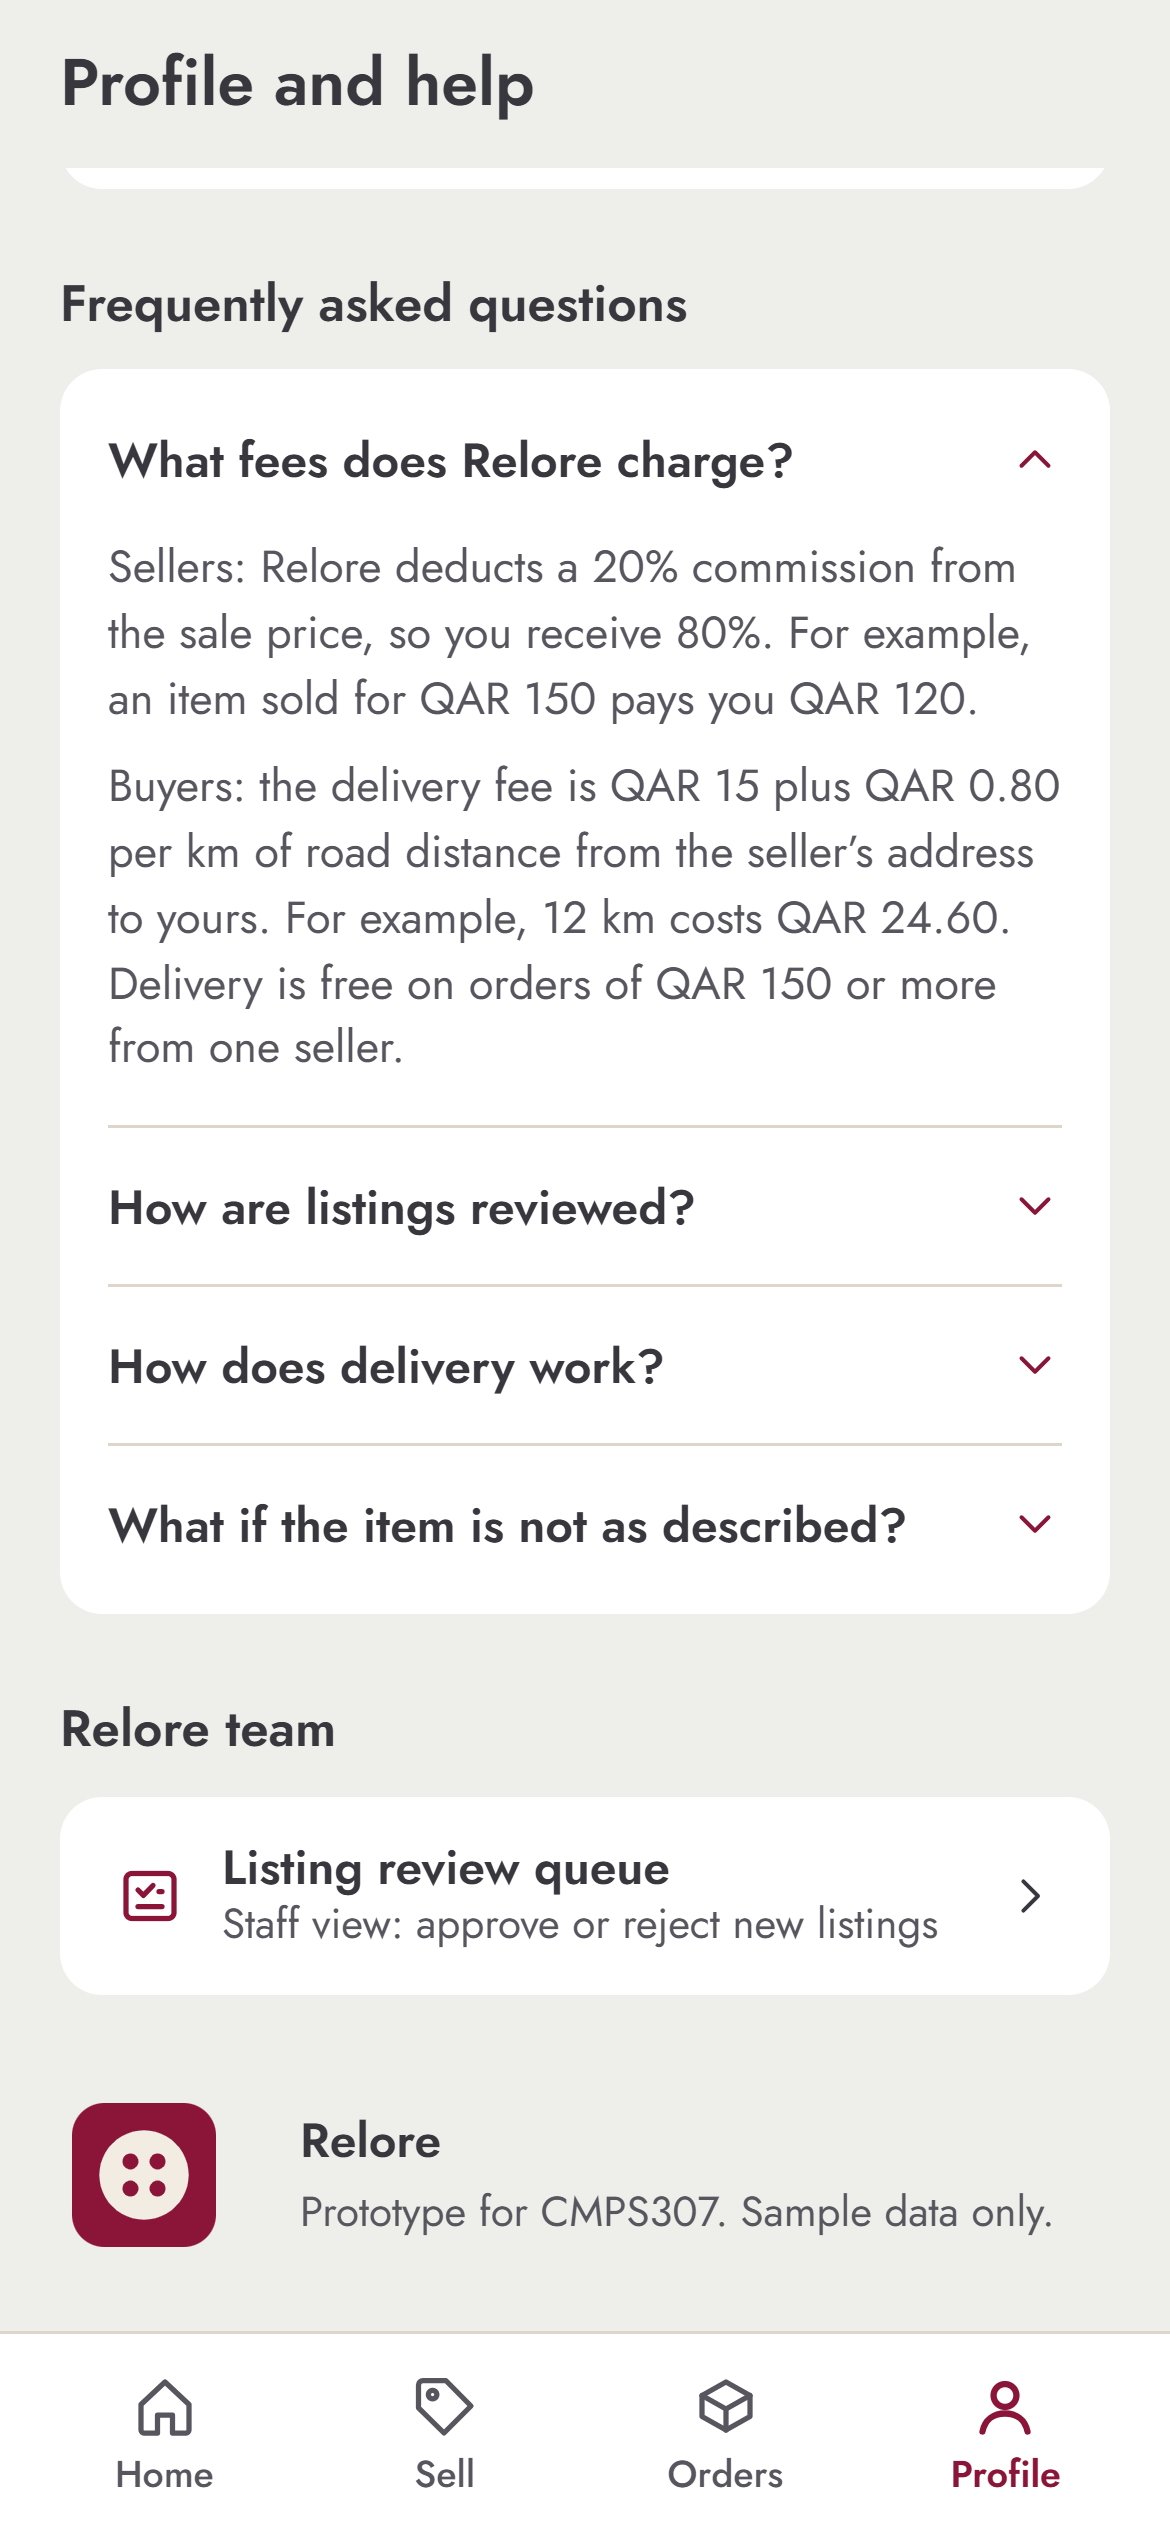 Profile and help
Frequently asked questions
What fees does Relore charge?
Sellers: Relore deducts a 20% commission from
the sale price, so you receive 80%. For example,
an item sold for QAR 150 pays you QAR 120.
Buyers: the delivery fee is QAR 15 plus QAR 0.80
per km of road distance from the seller’s address
to yours. For example, 12 km costs QAR 24.60.
Delivery is free on orders of QAR 150 or more
from one seller.
How are listings reviewed?
How does delivery work?
What if the item is not as described?
Relore team
Listing review queue
Staff view: approve or reject new listings
Relore
Prototype for CMPS307. Sample data only.
Home
Sell
Orders
Profile